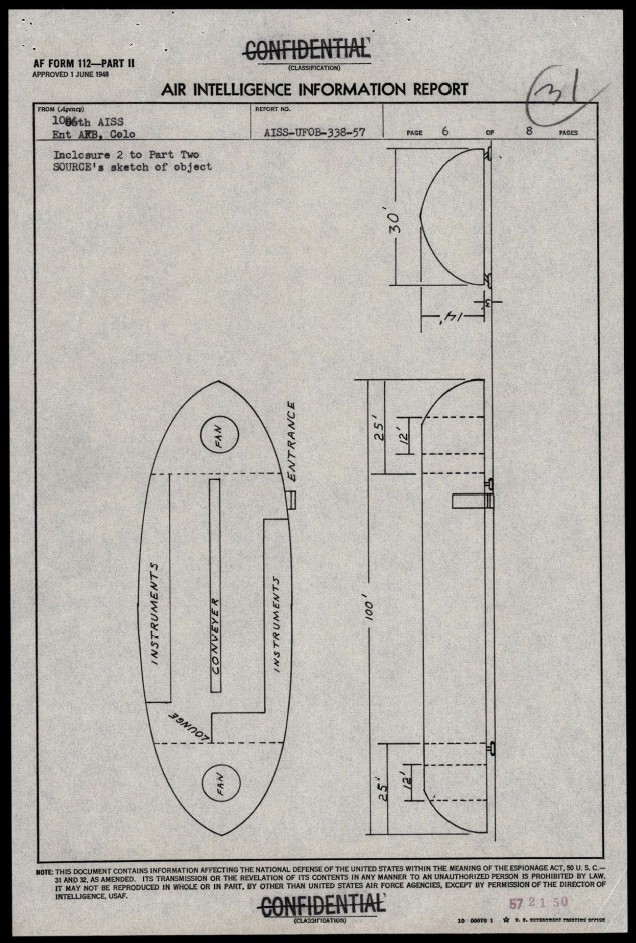 CONFIDENTIAL
(CLASSIFICATION)
AF FORM 112—PART II
APPROVED 1 JUNE 1948
AIR INTELLIGENCE INFORMATION REPORT
31
FROM (Agency)
1006th AISS
Ent AFB, Colo
REPORT NO.
AISS-UFOB-338-57
PAGE 6 OF 8 PAGES
Inclosure 2 to Part Two
SOURCE's sketch of object
30'
14'
3'
FAN
ENTRANCE
25'
12'
INSTRUMENTS
CONVEYER
INSTRUMENTS
100'
LOUNGE
FAN
25'
12'
NOTE: THIS DOCUMENT CONTAINS INFORMATION AFFECTING THE NATIONAL DEFENSE OF THE UNITED STATES WITHIN THE MEANING OF THE ESPIONAGE ACT, 50 U. S. C.—
31 AND 32, AS AMENDED. ITS TRANSMISSION OR THE REVELATION OF ITS CONTENTS IN ANY MANNER TO AN UNAUTHORIZED PERSON IS PROHIBITED BY LAW.
IT MAY NOT BE REPRODUCED IN WHOLE OR IN PART, BY OTHER THAN UNITED STATES AIR FORCE AGENCIES, EXCEPT BY PERMISSION OF THE DIRECTOR OF
INTELLIGENCE, USAF.
CONFIDENTIAL
(CLASSIFICATION)
57 21 50
U. S. GOVERNMENT PRINTING OFFICE